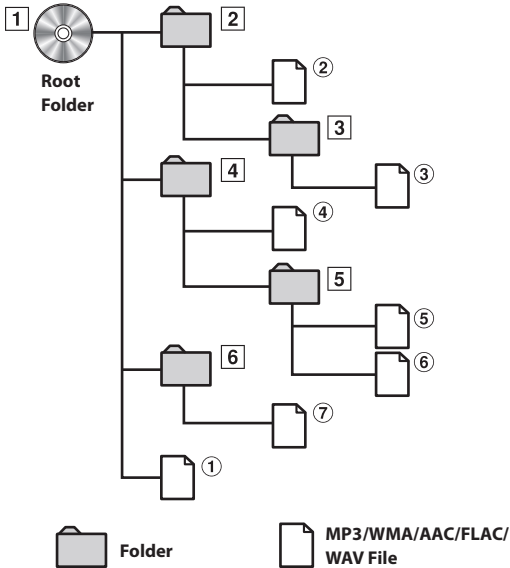 1
2
Root
Folder
②
3
③
4
④
5
⑤
⑥
6
⑦
①
Folder
MP3/WMA/AAC/FLAC/
WAV File